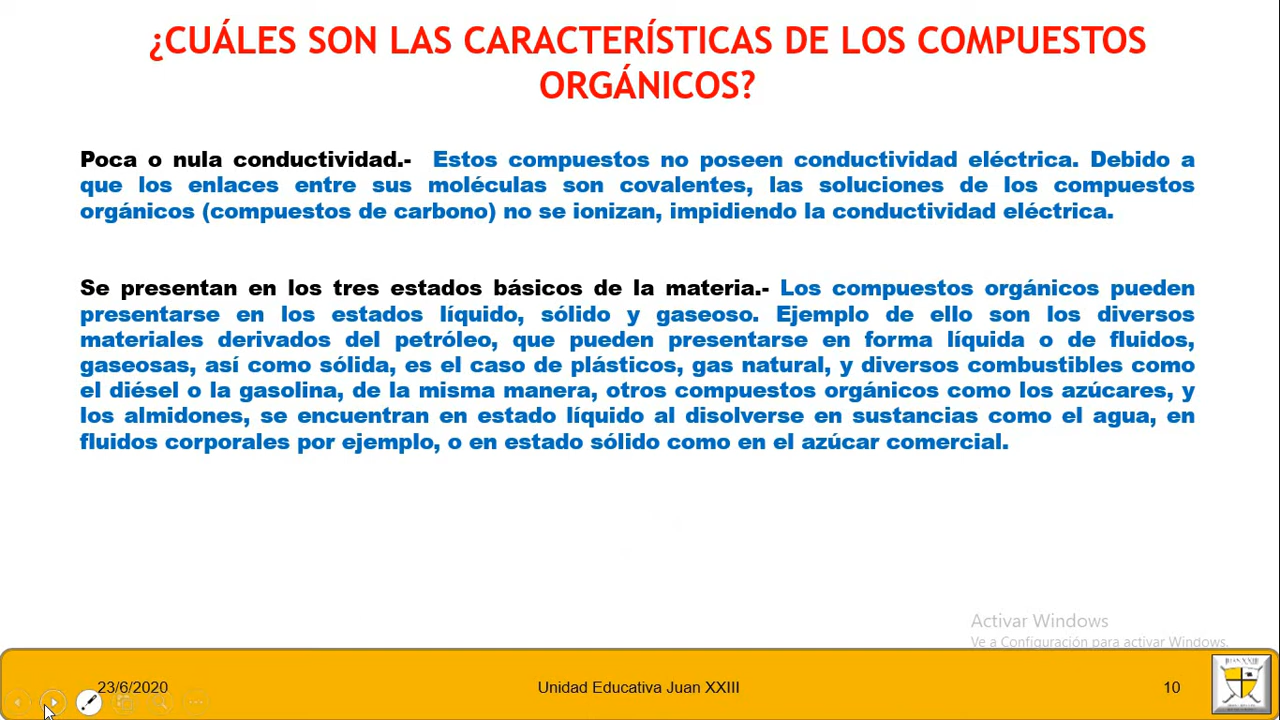 ¿CUÁLES SON LAS CARACTERÍSTICAS DE LOS COMPUESTOS
ORGÁNICOS?
Poca o nula conductividad.- Estos compuestos no poseen conductividad eléctrica. Debido a
que los enlaces entre sus moléculas son covalentes, las soluciones de los compuestos
orgánicos (compuestos de carbono) no se ionizan, impidiendo la conductividad eléctrica.
Se presentan en los tres estados básicos de la materia.- Los compuestos orgánicos pueden
presentarse en los estados líquido, sólido y gaseoso. Ejemplo de ello son los diversos
materiales derivados del petróleo, que pueden presentarse en forma líquida o de fluidos,
gaseosas, así como sólida, es el caso de plásticos, gas natural, y diversos combustibles como
el diésel o la gasolina, de la misma manera, otros compuestos orgánicos como los azúcares, y
los almidones, se encuentran en estado líquido al disolverse en sustancias como el agua, en
fluidos corporales por ejemplo, o en estado sólido como en el azúcar comercial.
Activar Windows
Ve a Configuración para activar Windows.
23/6/2020
Unidad Educativa Juan XXIII
10
JUAN XXIII